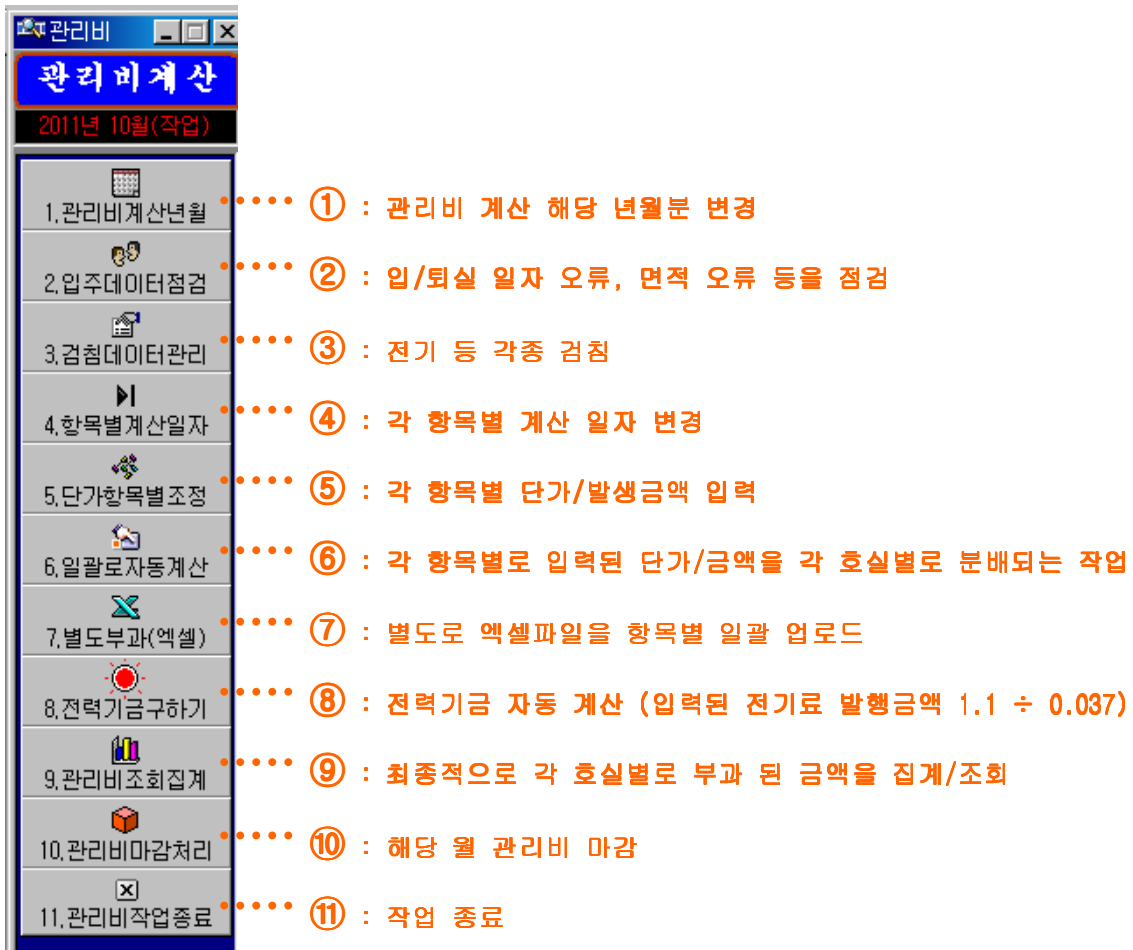 관리비
관리비계산
2011년 10월(작업)
1.관리비계산년월 ① : 관리비 계산 해당 년월분 변경
2.입주데이터점검 ② : 입/퇴실 일자 오류, 면적 오류 등을 점검
3.검침데이터관리 ③ : 전기 등 각종 검침
4.항목별계산일자 ④ : 각 항목별 계산 일자 변경
5.단가항목별조정 ⑤ : 각 항목별 단가/발생금액 입력
6.일괄로자동계산 ⑥ : 각 항목별로 입력된 단가/금액을 각 호실별로 분배되는 작업
7.별도부과(엑셀) ⑦ : 별도로 엑셀파일을 항목별 일괄 업로드
8.전력기금구하기 ⑧ : 전력기금 자동 계산 (입력된 전기료 발행금액 1.1 ÷ 0.037)
9.관리비조회집계 ⑨ : 최종적으로 각 호실별로 부과 된 금액을 집계/조회
10.관리비마감처리 ⑩ : 해당 월 관리비 마감
11.관리비작업종료 ⑪ : 작업 종료